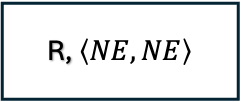 R, ⟨NE, NE⟩